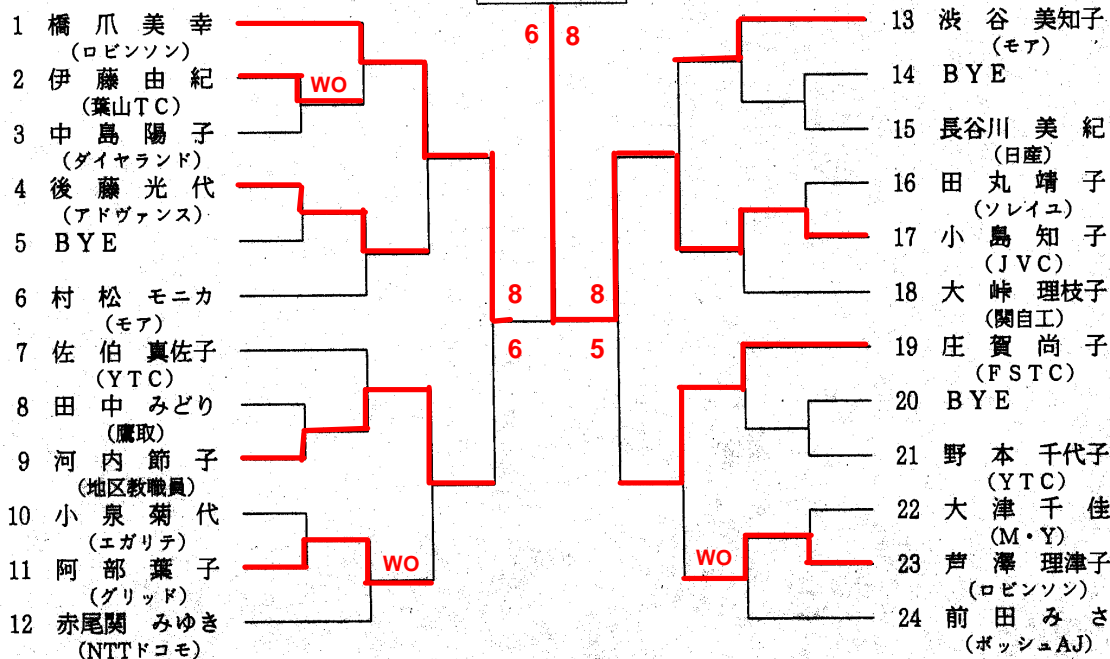 1 橋爪美幸
(ロビンソン)
2 伊藤由紀
(葉山TC)
3 中島陽子
(ダイヤランド)
4 後藤光代
(アドヴァンス)
5 BYE
6 村松モニカ
(モア)
7 佐伯真佐子
(YTC)
8 田中みどり
(鷹取)
9 河内節子
(地区教職員)
10 小泉菊代
(エガリテ)
11 阿部葉子
(グリッド)
12 赤尾関みゆき
(NTTドコモ)
WO
WO
8
6
6 8
8
5
WO
13 渋谷美知子
(モア)
14 BYE
15 長谷川美紀
(日産)
16 田丸靖子
(ソレイユ)
17 小島知子
(JVC)
18 大峠理枝子
(関自工)
19 庄賀尚子
(FSTC)
20 BYE
21 野本千代子
(YTC)
22 大津千佳
(M・Y)
23 芦澤理津子
(ロビンソン)
24 前田みさ
(ボッシュAJ)